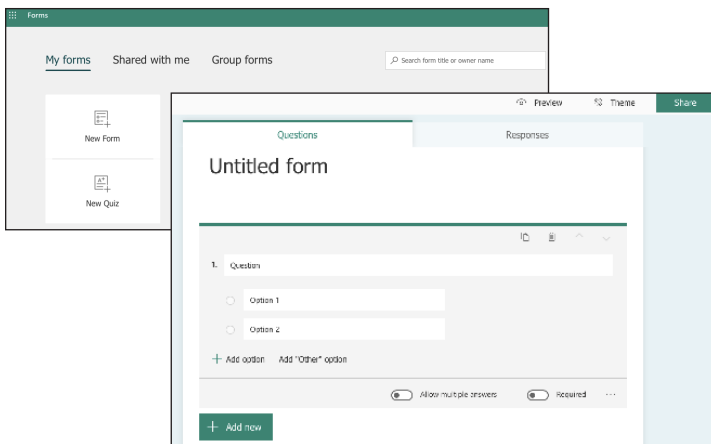 Forms
My forms Shared with me Group forms
Search form title or owner name
New Form
New Quiz
Preview Theme Share
Questions Responses
Untitled form
1. Question
Option 1
Option 2
Add option Add "Other" option
Allow multiple answers Required ...
Add new